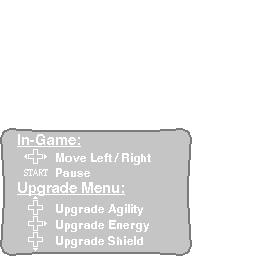 In-Game:
Move Left / Right
START Pause
Upgrade Menu:
Upgrade Agility
Upgrade Energy
Upgrade Shield